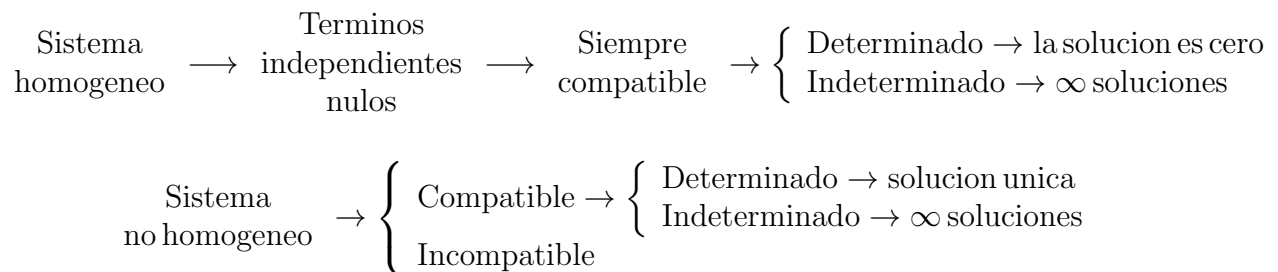 Sistema homogeneo → Terminos independientes nulos → Siempre compatible → { Determinado → la solucion es cero
Indeterminado → ∞ soluciones
Sistema no homogeneo → { Compatible → { Determinado → solucion unica
Indeterminado → ∞ soluciones
Incompatible